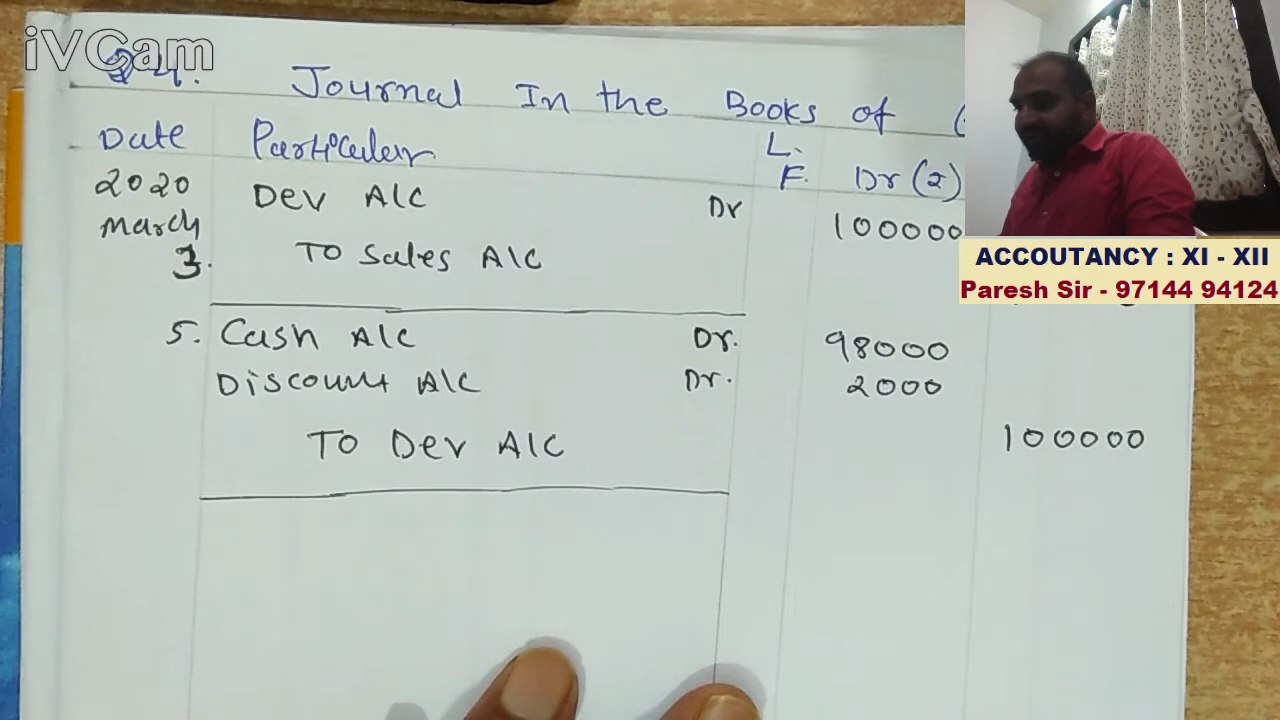 iVCam
Q 4. Journal In the Books of
Date Particular L.F. Dr (₹)
2020 Dev A/C Dr 100000
March
3. To Sales A/C
5. Cash A/C Dr. 98000
Discount A/C Dr. 2000
To Dev A/C 100000
ACCOUTANCY : XI - XII
Paresh Sir - 97144 94124